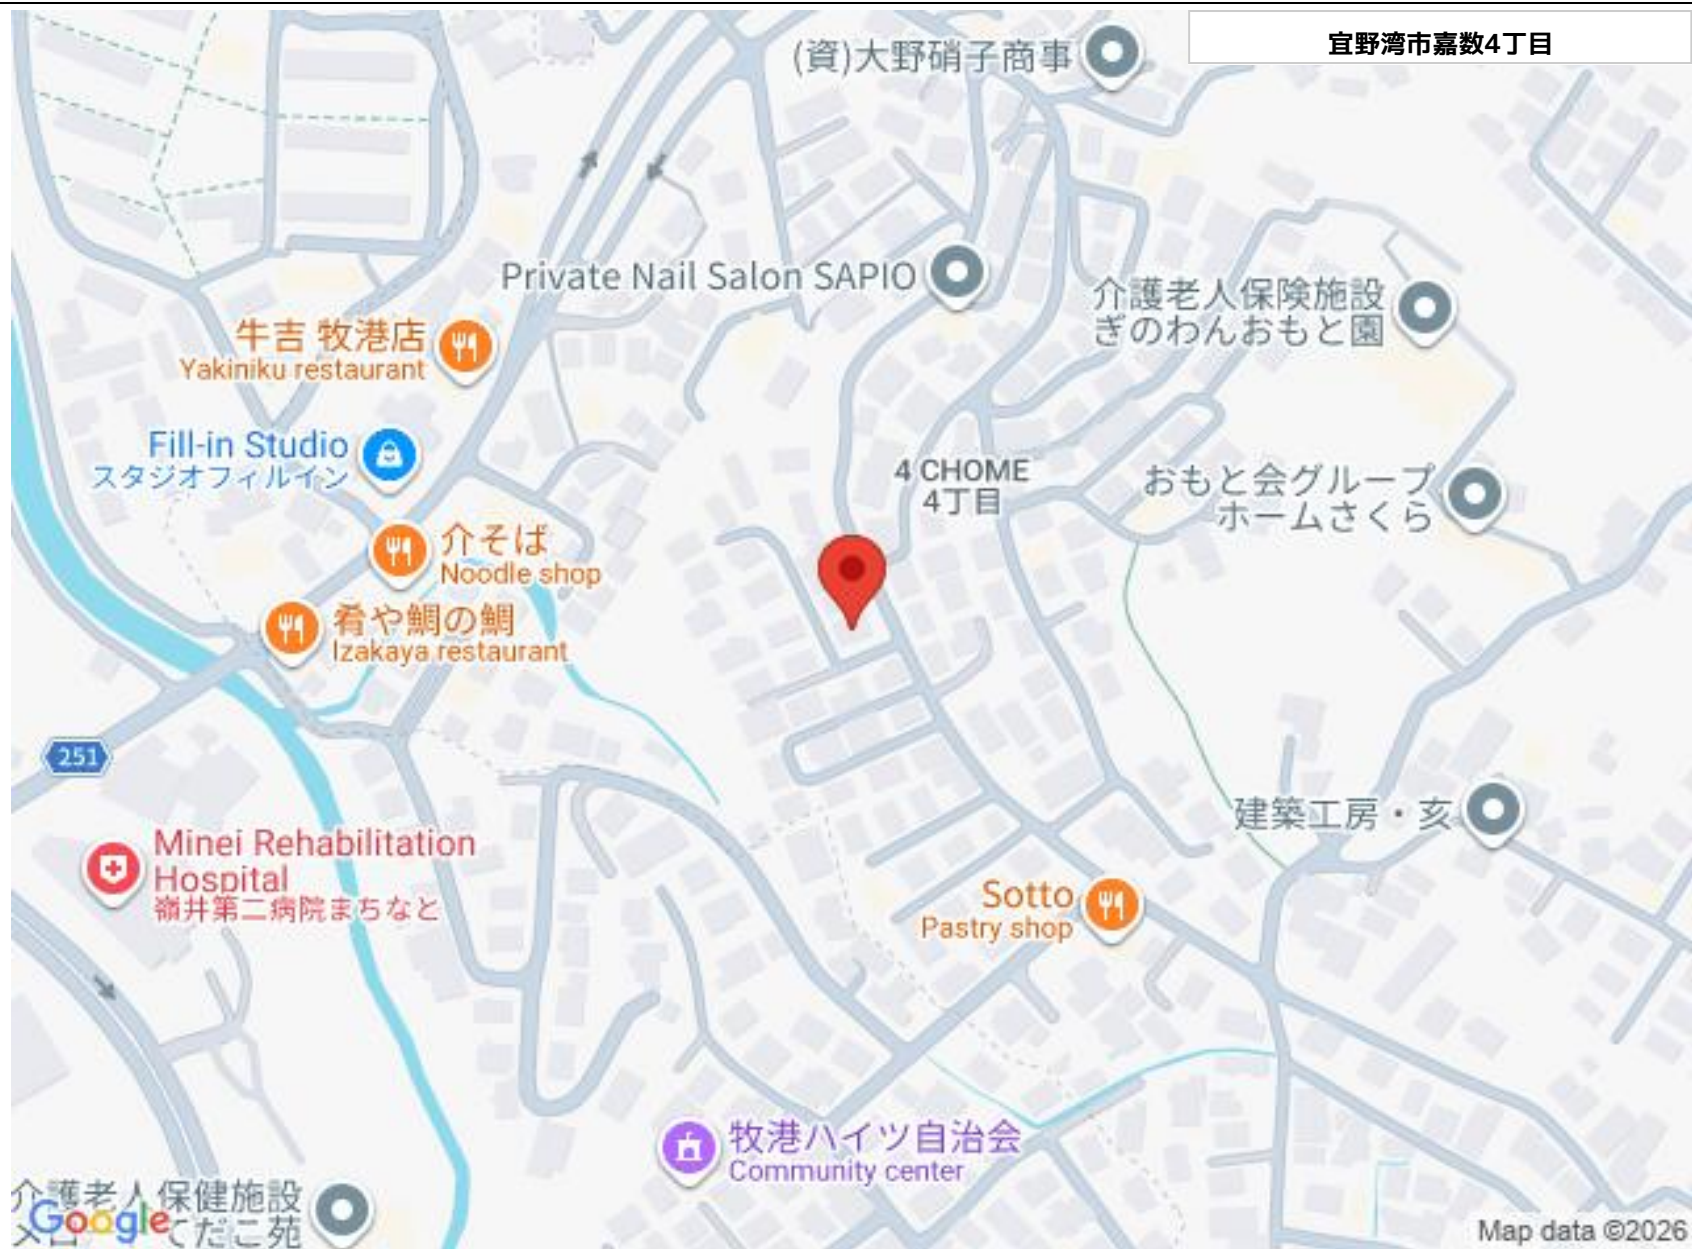 宜野湾市嘉数4丁目
(資)大野硝子商事
Private Nail Salon SAPIO
介護老人保険施設
ぎのわんおもと園
牛吉 牧港店
Yakiniku restaurant
Fill-in Studio
スタジオフィルイン
4 CHOME
4丁目
おもと会グループ
ホームさくら
介そば
Noodle shop
肴や鯛の鯛
Izakaya restaurant
251
建築工房・亥
Minei Rehabilitation
Hospital
嶺井第二病院まちなと
Sotto
Pastry shop
牧港ハイツ自治会
Community center
介護老人保健施設
てだこ苑
Google
Map data ©2026